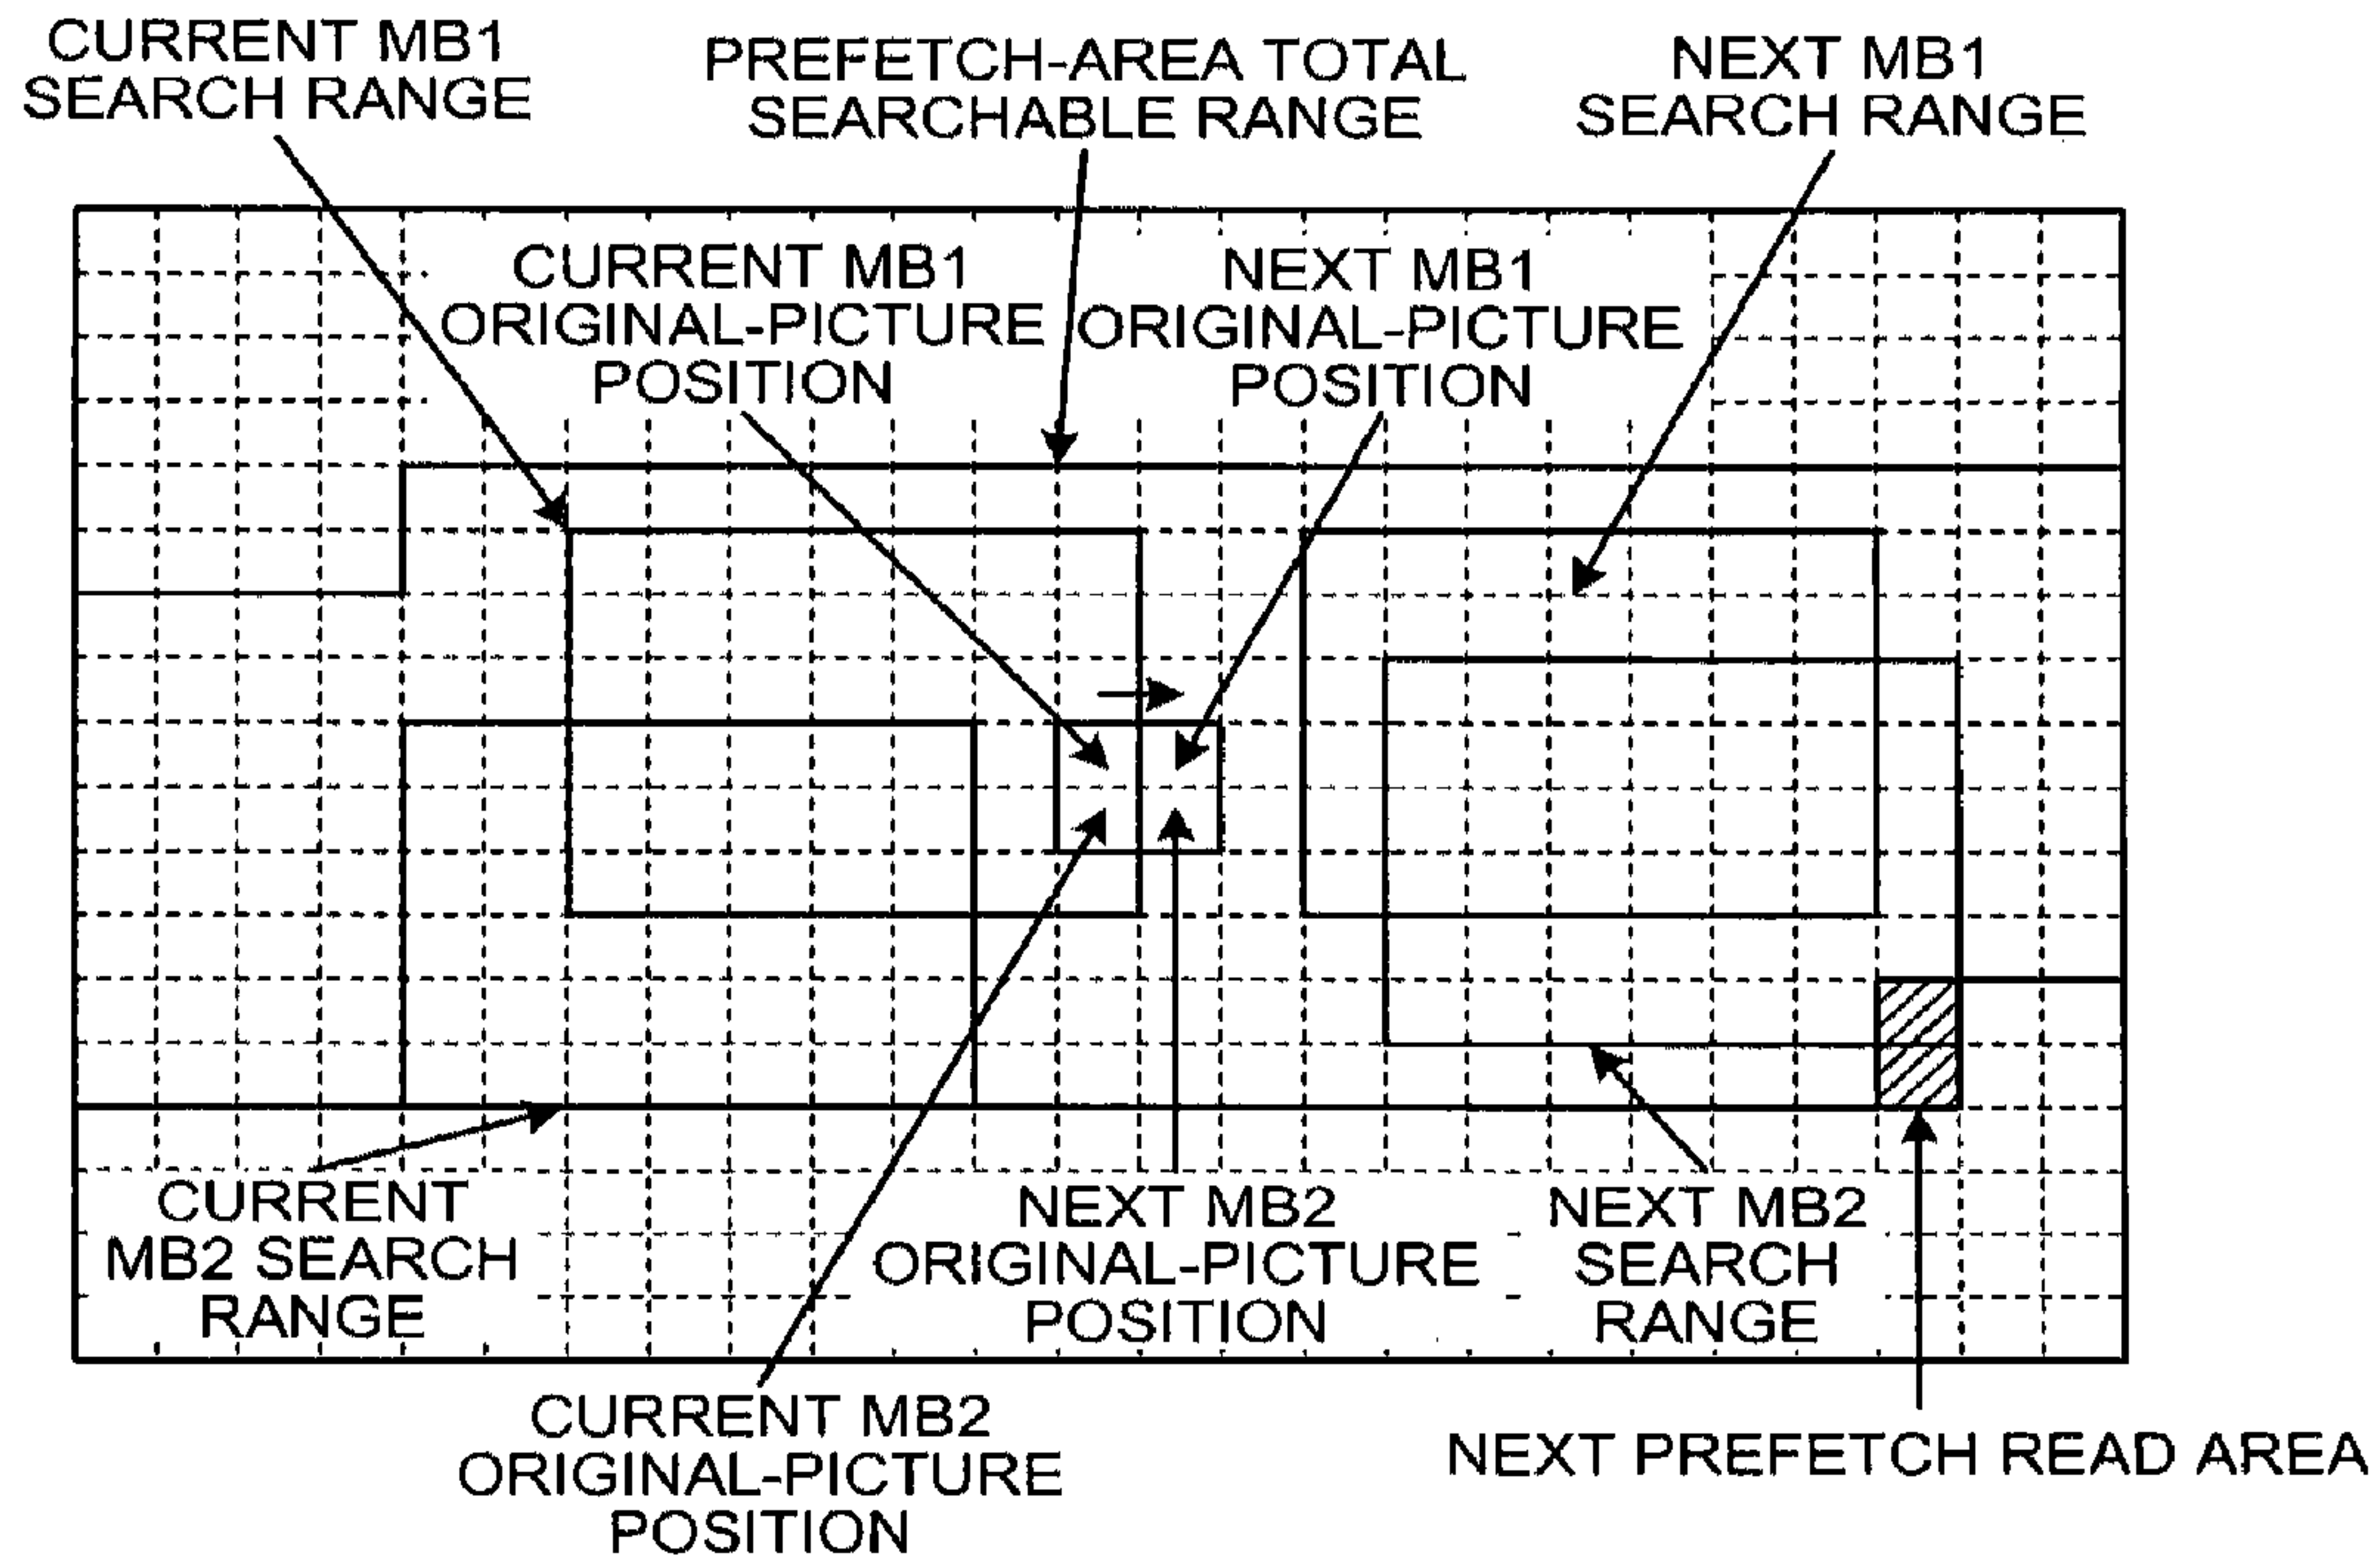 CURRENT MB1
SEARCH RANGE
PREFETCH-AREA TOTAL
SEARCHABLE RANGE
NEXT MB1
SEARCH RANGE
CURRENT MB1
ORIGINAL-PICTURE
POSITION
NEXT MB1
ORIGINAL-PICTURE
POSITION
CURRENT
MB2 SEARCH
RANGE
NEXT MB2
ORIGINAL-PICTURE
POSITION
NEXT MB2
SEARCH
RANGE
CURRENT MB2
ORIGINAL-PICTURE
POSITION
NEXT PREFETCH READ AREA